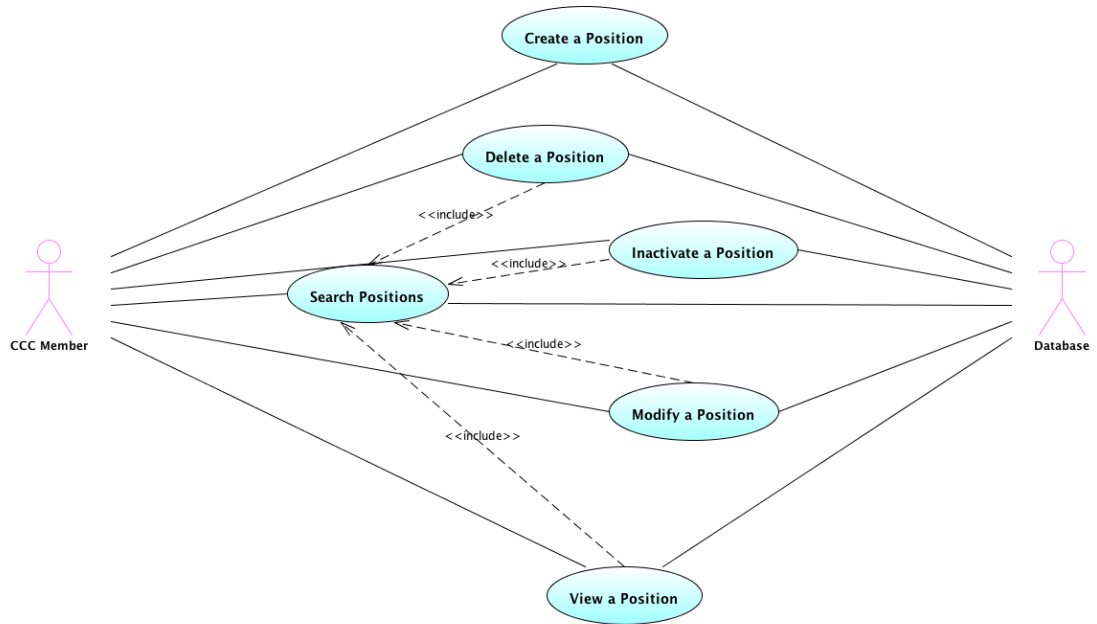 Create a Position
Delete a Position
<<include>>
Inactivate a Position
<<include>>
Search Positions
CCC Member
Database
<<include>>
Modify a Position
<<include>>
View a Position